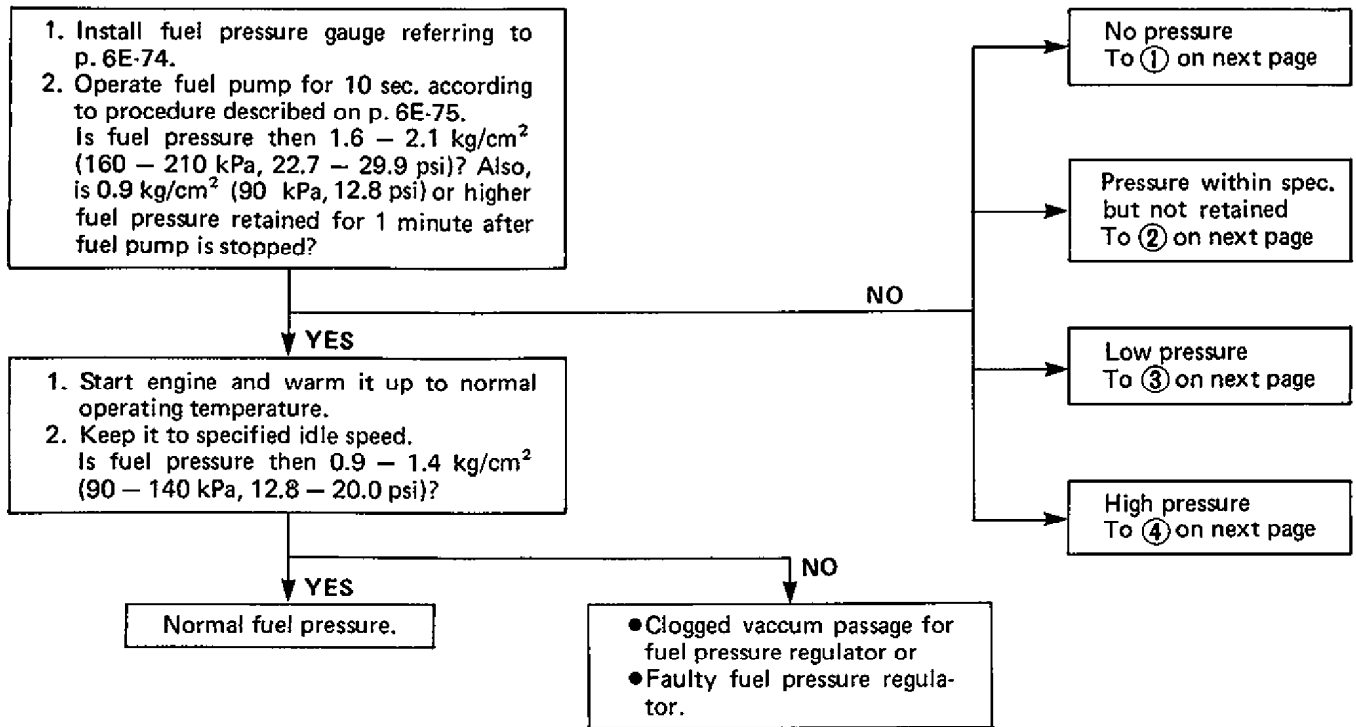 1. Install fuel pressure gauge referring to
p. 6E-74.
2. Operate fuel pump for 10 sec. according
to procedure described on p. 6E-75.
Is fuel pressure then 1.6 — 2.1 kg/cm²
(160 — 210 kPa, 22.7 — 29.9 psi)? Also,
is 0.9 kg/cm² (90 kPa, 12.8 psi) or higher
fuel pressure retained for 1 minute after
fuel pump is stopped?
NO
No pressure
To ① on next page
Pressure within spec.
but not retained
To ② on next page
Low pressure
To ③ on next page
High pressure
To ④ on next page
YES
1. Start engine and warm it up to normal
operating temperature.
2. Keep it to specified idle speed.
Is fuel pressure then 0.9 — 1.4 kg/cm²
(90 — 140 kPa, 12.8 — 20.0 psi)?
YES
NO
Normal fuel pressure.
●Clogged vaccum passage for
fuel pressure regulator or
●Faulty fuel pressure regula-
tor.